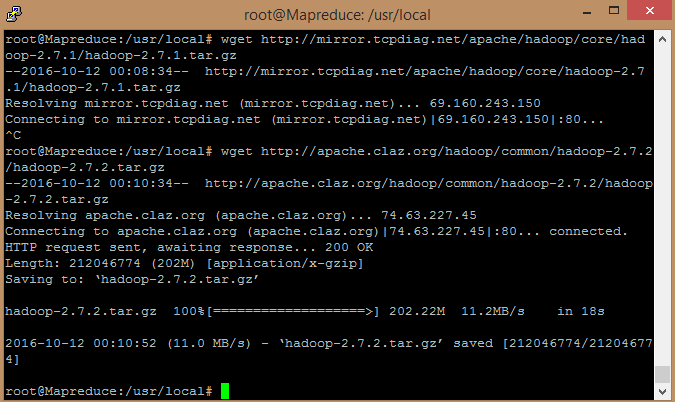 root@Mapreduce: /usr/local
root@Mapreduce:/usr/local# wget http://mirror.tcpdiag.net/apache/hadoop/core/had
oop-2.7.1/hadoop-2.7.1.tar.gz
--2016-10-12 00:08:34--  http://mirror.tcpdiag.net/apache/hadoop/core/hadoop-2.7
.1/hadoop-2.7.1.tar.gz
Resolving mirror.tcpdiag.net (mirror.tcpdiag.net)... 69.160.243.150
Connecting to mirror.tcpdiag.net (mirror.tcpdiag.net)|69.160.243.150|:80...
^C
root@Mapreduce:/usr/local# wget http://apache.claz.org/hadoop/common/hadoop-2.7.2
/hadoop-2.7.2.tar.gz
--2016-10-12 00:10:34--  http://apache.claz.org/hadoop/common/hadoop-2.7.2/hadoop
-2.7.2.tar.gz
Resolving apache.claz.org (apache.claz.org)... 74.63.227.45
Connecting to apache.claz.org (apache.claz.org)|74.63.227.45|:80... connected.
HTTP request sent, awaiting response... 200 OK
Length: 212046774 (202M) [application/x-gzip]
Saving to: ‘hadoop-2.7.2.tar.gz’
hadoop-2.7.2.tar.gz  100%[===================>] 202.22M  11.2MB/s    in 18s
2016-10-12 00:10:52 (11.0 MB/s) - ‘hadoop-2.7.2.tar.gz’ saved [212046774/21204677
4]
root@Mapreduce:/usr/local#